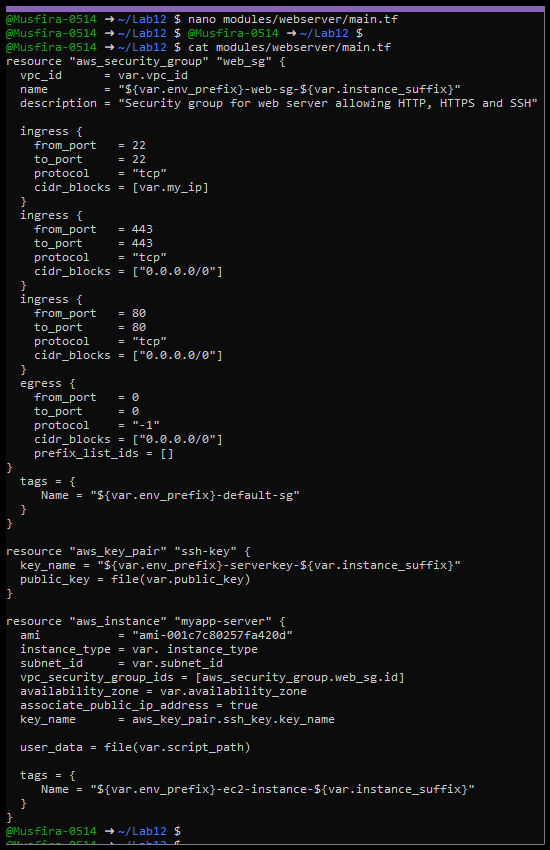 @Musfira-0514 ➜ ~/Lab12 $ nano modules/webserver/main.tf
@Musfira-0514 ➜ ~/Lab12 $ @Musfira-0514 ➜ ~/Lab12 $
@Musfira-0514 ➜ ~/Lab12 $ cat modules/webserver/main.tf
resource "aws_security_group" "web_sg" {
  vpc_id      = var.vpc_id
  name        = "${var.env_prefix}-web-sg-${var.instance_suffix}"
  description = "Security group for web server allowing HTTP, HTTPS and SSH"

  ingress {
    from_port   = 22
    to_port     = 22
    protocol    = "tcp"
    cidr_blocks = [var.my_ip]
  }
  ingress {
    from_port   = 443
    to_port     = 443
    protocol    = "tcp"
    cidr_blocks = ["0.0.0.0/0"]
  }
  ingress {
    from_port   = 80
    to_port     = 80
    protocol    = "tcp"
    cidr_blocks = ["0.0.0.0/0"]
  }
  egress {
    from_port   = 0
    to_port     = 0
    protocol    = "-1"
    cidr_blocks = ["0.0.0.0/0"]
    prefix_list_ids = []
}
  tags = {
     Name = "${var.env_prefix}-default-sg"
  }
}

resource "aws_key_pair" "ssh-key" {
  key_name = "${var.env_prefix}-serverkey-${var.instance_suffix}"
  public_key = file(var.public_key)
}

resource "aws_instance" "myapp-server" {
  ami           = "ami-001c7c80257fa420d"
  instance_type = var. instance_type
  subnet_id     = var.subnet_id
  vpc_security_group_ids = [aws_security_group.web_sg.id]
  availability_zone = var.availability_zone
  associate_public_ip_address = true
  key_name      = aws_key_pair.ssh_key.key_name

  user_data = file(var.script_path)

  tags = {
     Name = "${var.env_prefix}-ec2-instance-${var.instance_suffix}"
  }
}
@Musfira-0514 ➜ ~/Lab12 $
@Musfira-0514 ➜ ~/Lab12 $